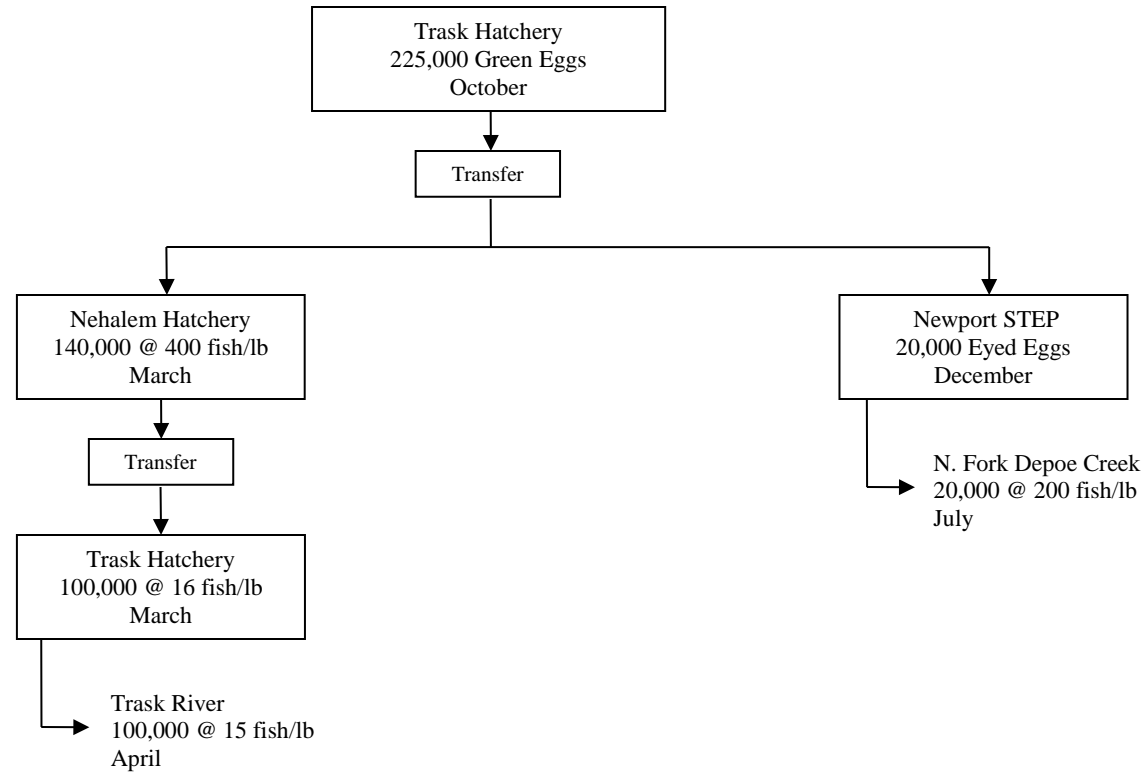 Trask Hatchery
225,000 Green Eggs
October
Transfer
Nehalem Hatchery
140,000 @ 400 fish/lb
March
Newport STEP
20,000 Eyed Eggs
December
Transfer
N. Fork Depoe Creek
20,000 @ 200 fish/lb
July
Trask Hatchery
100,000 @ 16 fish/lb
March
Trask River
100,000 @ 15 fish/lb
April